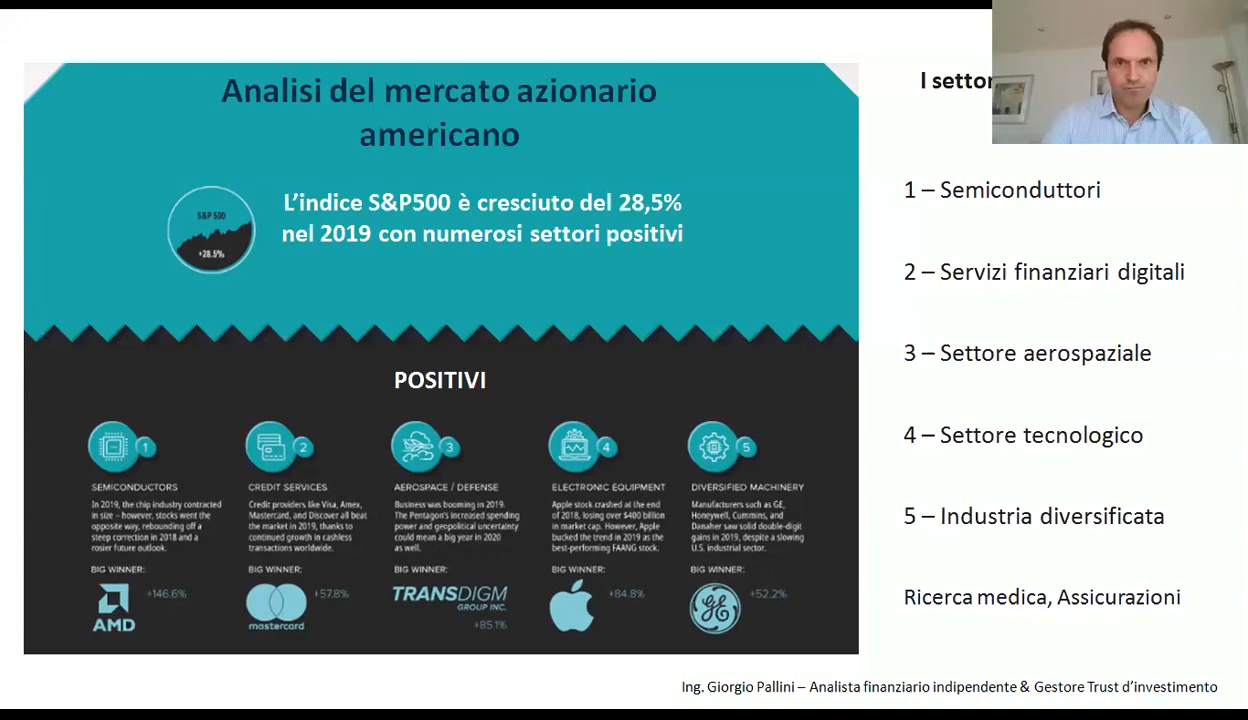 Analisi del mercato azionario
americano
S&P 500
+28.5%
L'indice S&P500 è cresciuto del 28,5%
nel 2019 con numerosi settori positivi
POSITIVI
1
SEMICONDUCTORS
In 2019, the chip industry contracted
in size – however, stocks went the
opposite way, rebounding off a
steep correction in 2018 and a
rosier future outlook.
BIG WINNER:
AMD
+146.6%
2
CREDIT SERVICES
Credit providers like Visa, Amex,
Mastercard, and Discover all beat
the market in 2019, thanks to
continued growth in cashless
transactions worldwide.
BIG WINNER:
mastercard
+57.8%
3
AEROSPACE / DEFENSE
Business was booming in 2019.
The Pentagon's increased spending
power and geopolitical uncertainty
could mean a big year in 2020
as well.
BIG WINNER:
TRANSDIGM
GROUP INC.
+85.1%
4
ELECTRONIC EQUIPMENT
Apple stock crashed at the end
of 2018, losing over $400 billion
in market cap. However, Apple
bucked the trend in 2019 as the
best-performing FAANG stock.
BIG WINNER:
+84.8%
5
DIVERSIFIED MACHINERY
Manufacturers such as GE,
Honeywell, Cummins, and
Danaher saw solid double-digit
gains in 2019, despite a slowing
U.S. industrial sector.
BIG WINNER:
GE
+52.2%
I
1 – Semiconduttori
2 – Servizi finanziari digitali
3 – Settore aerospaziale
4 – Settore tecnologico
5 – Industria diversificata
Ricerca medica, Assicurazioni
Ing. Giorgio Pallini – Analista finanziario indipendente & Gestore Trust d'investimento